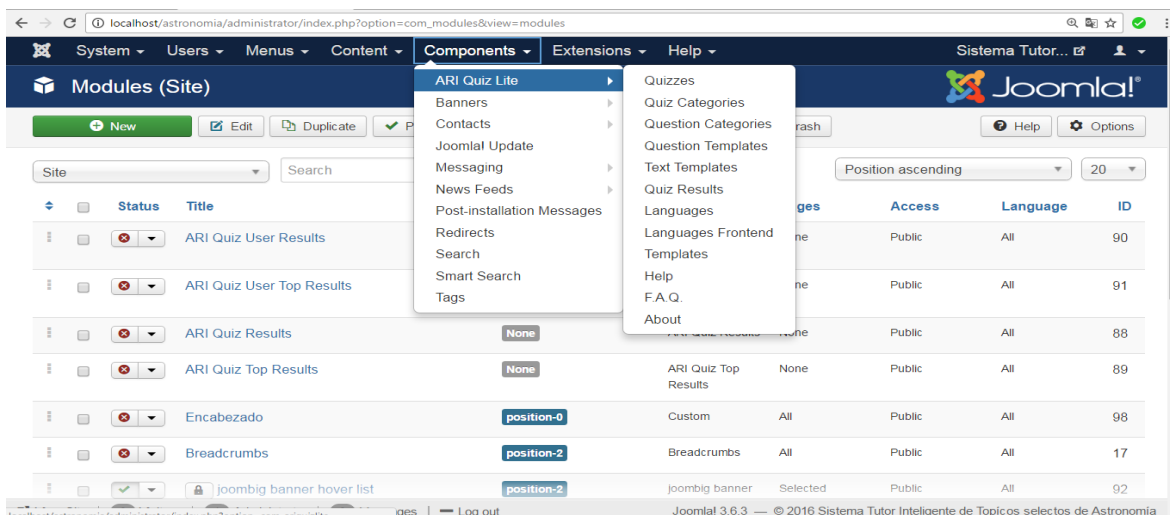 localhost/astronomia/administrator/index.php?option=com_modules&view=modules
System Users Menus Content Components Extensions Help Sistema Tutor...
Modules (Site) Joomla!®
New Edit Duplicate Help Options
Site Search Position ascending 20
Status Title Access Language ID
ARI Quiz User Results Public All 90
ARI Quiz User Top Results Public All 91
ARI Quiz Results None ARI Quiz Results None Public All 88
ARI Quiz Top Results None ARI Quiz Top Results None Public All 89
Encabezado position-0 Custom All Public All 98
Breadcrumbs position-2 Breadcrumbs All Public All 17
joombig banner hover list position-2 joombig banner Selected Public All 92
ARI Quiz Lite
Banners
Contacts
Joomla! Update
Messaging
News Feeds
Post-installation Messages
Redirects
Search
Smart Search
Tags
Quizzes
Quiz Categories
Question Categories
Question Templates
Text Templates
Quiz Results
Languages
Languages Frontend
Templates
Help
F.A.Q.
About
Log out Joomla! 3.6.3 — © 2016 Sistema Tutor Inteligente de Topícos selectos de Astronomia